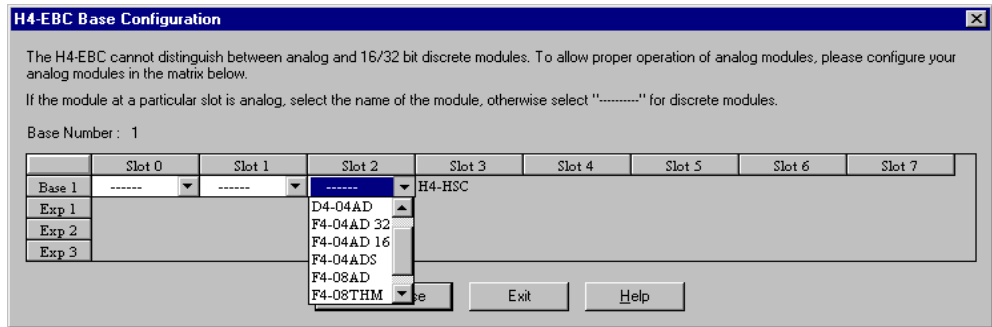 H4-EBC Base Configuration
The H4-EBC cannot distinguish between analog and 16/32 bit discrete modules. To allow proper operation of analog modules, please configure your
analog modules in the matrix below.
If the module at a particular slot is analog, select the name of the module, otherwise select "----------" for discrete modules.
Base Number : 1
Slot 0 Slot 1 Slot 2 Slot 3 Slot 4 Slot 5 Slot 6 Slot 7
Base 1 ------ ------ ------ H4-HSC
Exp 1
Exp 2
Exp 3
D4-04AD
F4-04AD 32
F4-04AD 16
F4-04ADS
F4-08AD
F4-08THM
Exit
Help